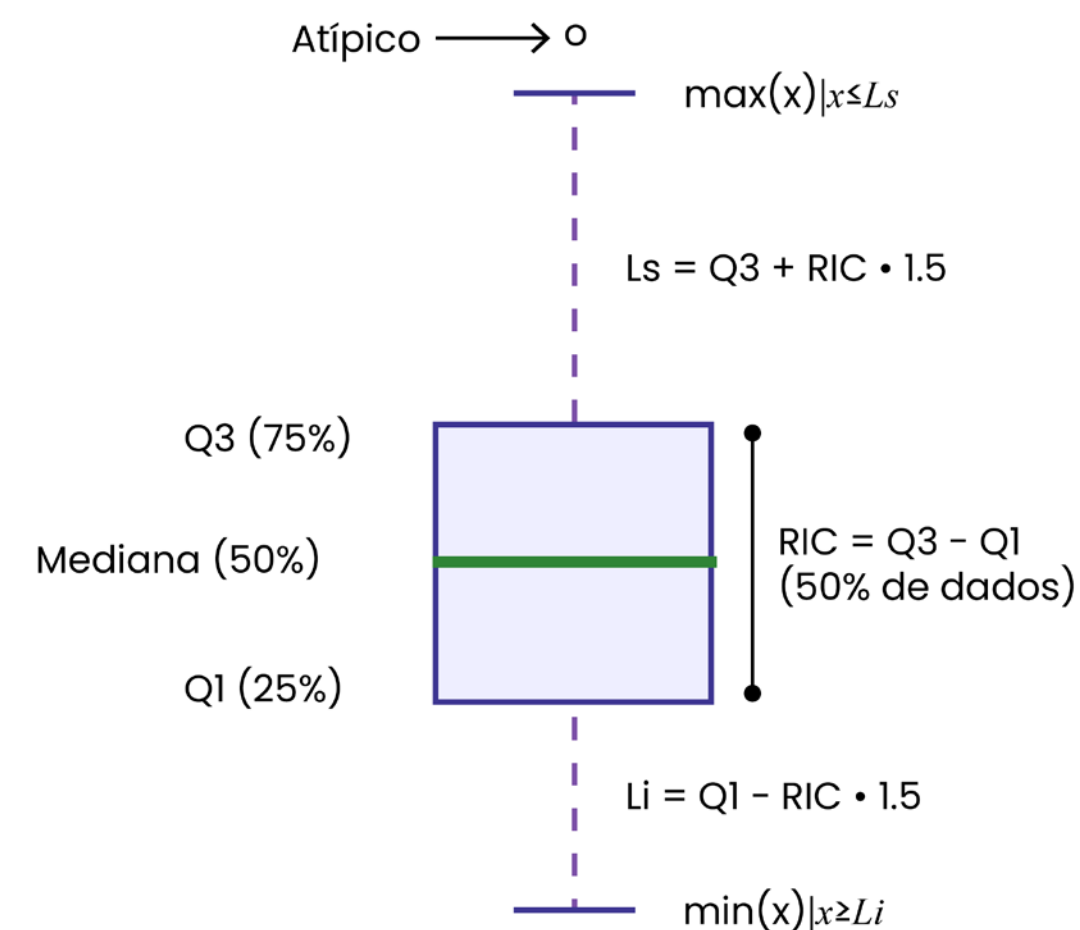 Atípico
max(x)|x≤Ls
Ls = Q3 + RIC • 1.5
Q3 (75%)
RIC = Q3 - Q1
(50% de dados)
Mediana (50%)
Q1 (25%)
Li = Q1 - RIC • 1.5
min(x)|x≥Li